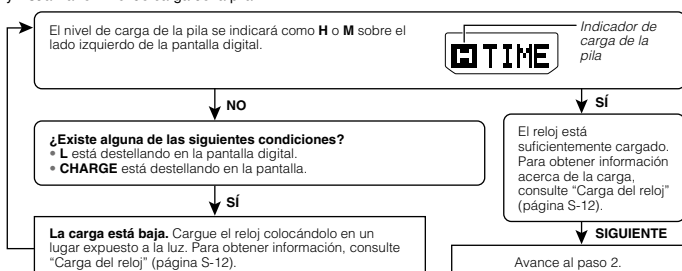 El nivel de carga de la pila se indicará como H o M sobre el
lado izquierdo de la pantalla digital.
H TIME
Indicador de
carga de la
pila
NO
SÍ
¿Existe alguna de las siguientes condiciones?
• L está destellando en la pantalla digital.
• CHARGE está destellando en la pantalla.
El reloj está
suficientemente cargado.
Para obtener información
acerca de la carga,
consulte “Carga del reloj”
(página S-12).
SÍ
SIGUIENTE
La carga está baja. Cargue el reloj colocándolo en un
lugar expuesto a la luz. Para obtener información, consulte
“Carga del reloj” (página S-12).
Avance al paso 2.